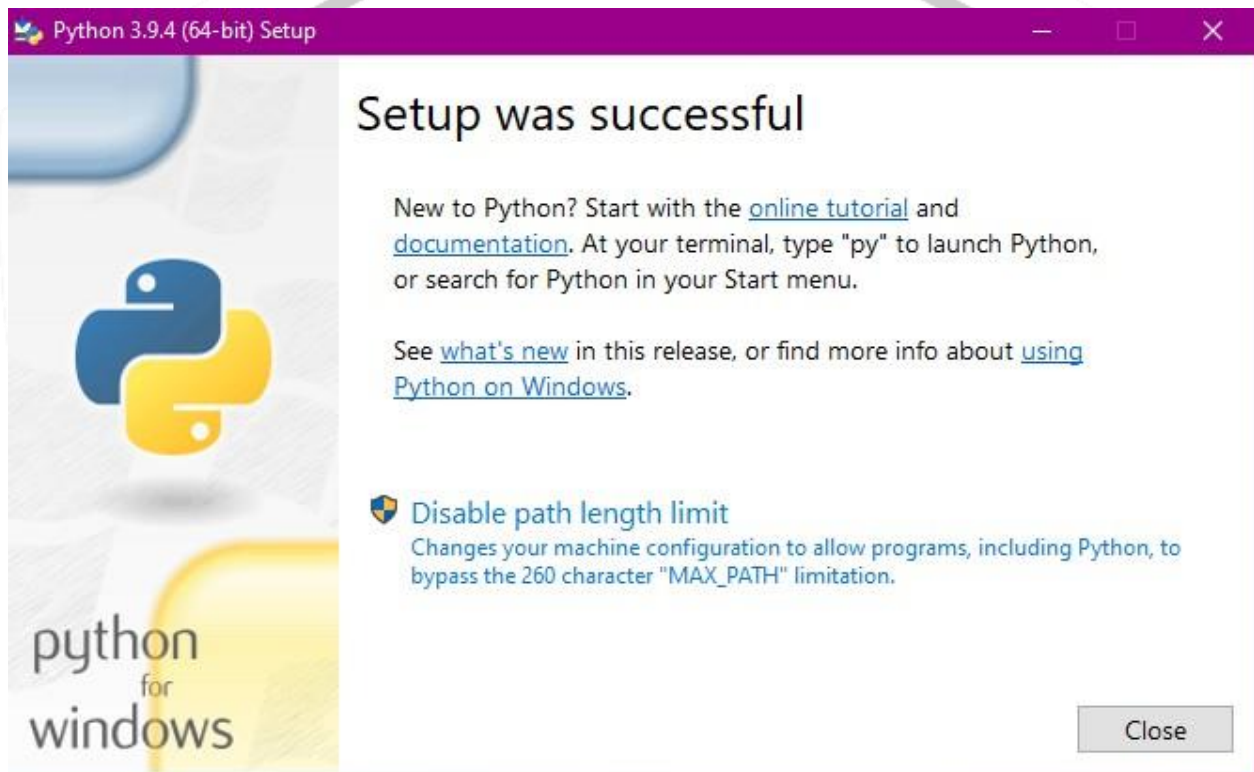 Python 3.9.4 (64-bit) Setup
Setup was successful
New to Python? Start with the online tutorial and
documentation. At your terminal, type "py" to launch Python,
or search for Python in your Start menu.
See what's new in this release, or find more info about using
Python on Windows.
Disable path length limit
Changes your machine configuration to allow programs, including Python, to
bypass the 260 character "MAX_PATH" limitation.
python
for
windows
Close